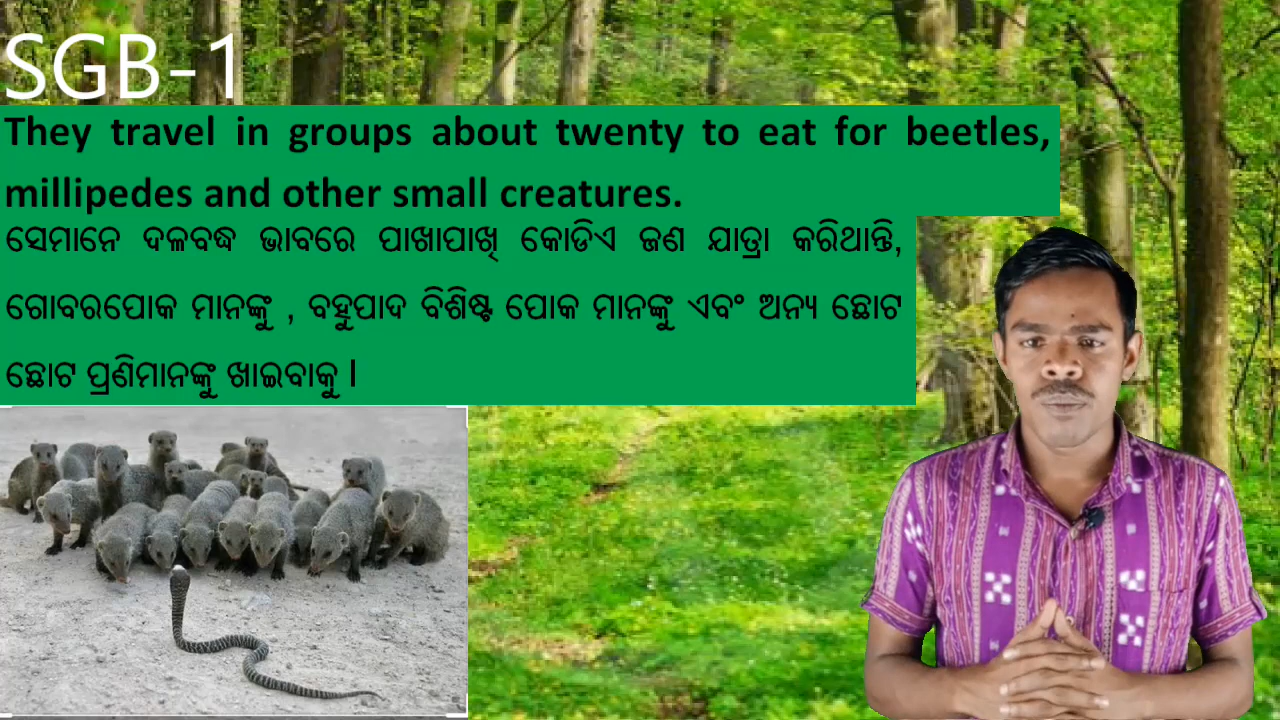 SGB-1
They travel in groups about twenty to eat for beetles,
millipedes and other small creatures.
ସେମାନେ ଦଳବଦ୍ଧ ଭାବରେ ପାଖାପାଖି କୋଡିଏ ଜଣ ଯାତ୍ରା କରିଥାନ୍ତି,
ଗୋବରପୋକ ମାନଙ୍କୁ , ବହୁପାଦ ବିଶିଷ୍ଟ ପୋକ ମାନଙ୍କୁ ଏବଂ ଅନ୍ୟ ଛୋଟ
ଛୋଟ ପ୍ରଣିମାନଙ୍କୁ ଖାଇବାକୁ l